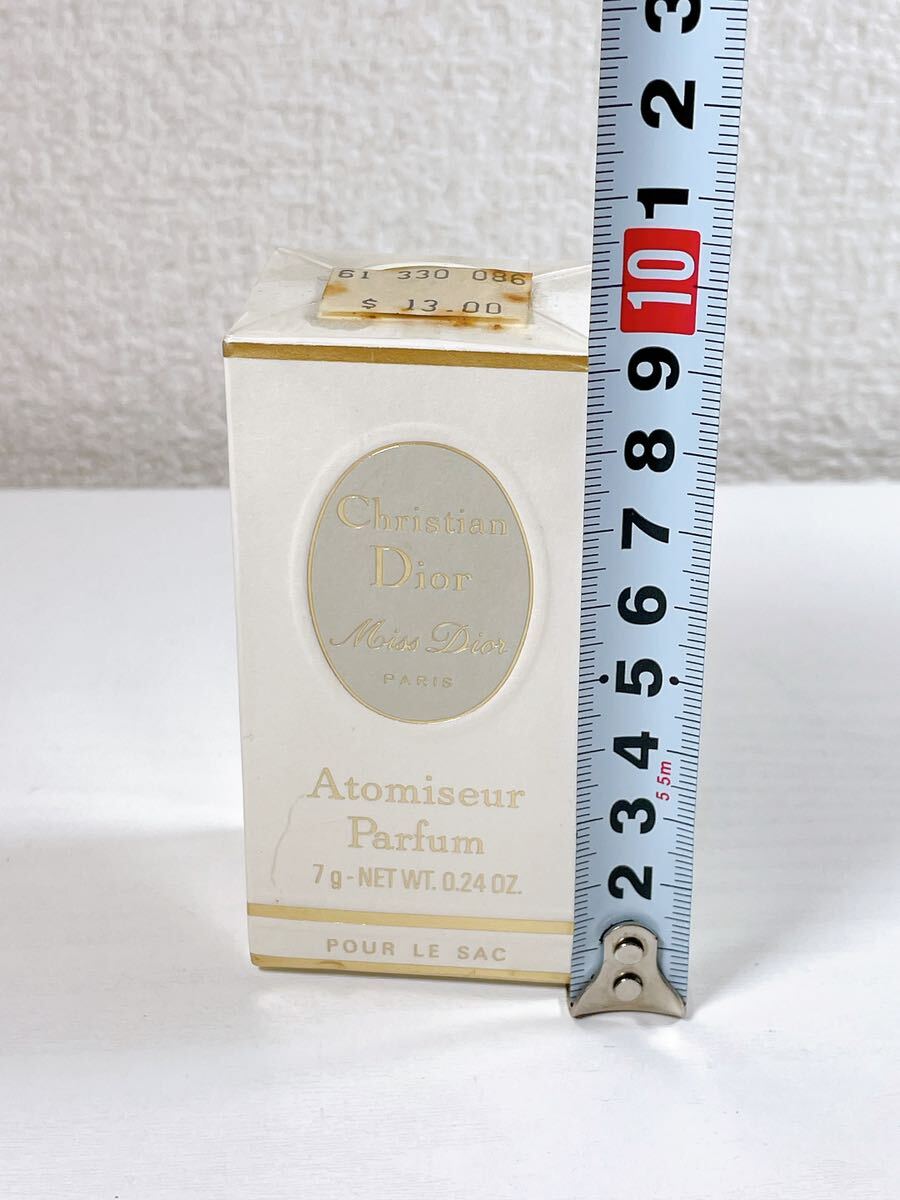 61 330 086
$ 13.00
Christian
Dior
Miss Dior
PARIS
Atomiseur
Parfum
7 g - NET WT. 0.24 OZ.
POUR LE SAC
3
2
1
10
9
8
7
6
5
4
5.5m
3
2